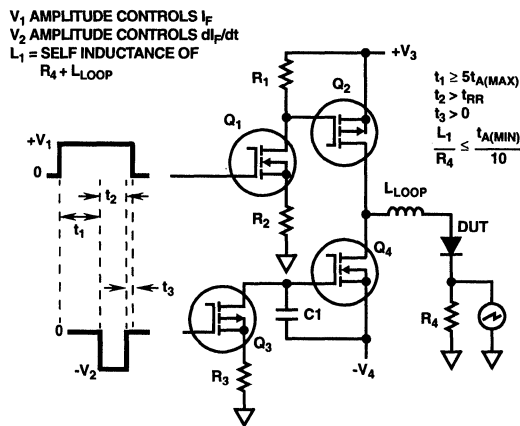 V1 AMPLITUDE CONTROLS IF
V2 AMPLITUDE CONTROLS dIF/dt
L1 = SELF INDUCTANCE OF
R4 + LLOOP
+V3
R1
Q2
t1 ≥ 5tA(MAX)
t2 > tRR
t3 > 0
L1/R4 ≤ tA(MIN)/10
Q1
+V1
0
t2
t1
R2
LLOOP
DUT
Q4
t3
0
C1
R4
Q3
-V2
R3
-V4